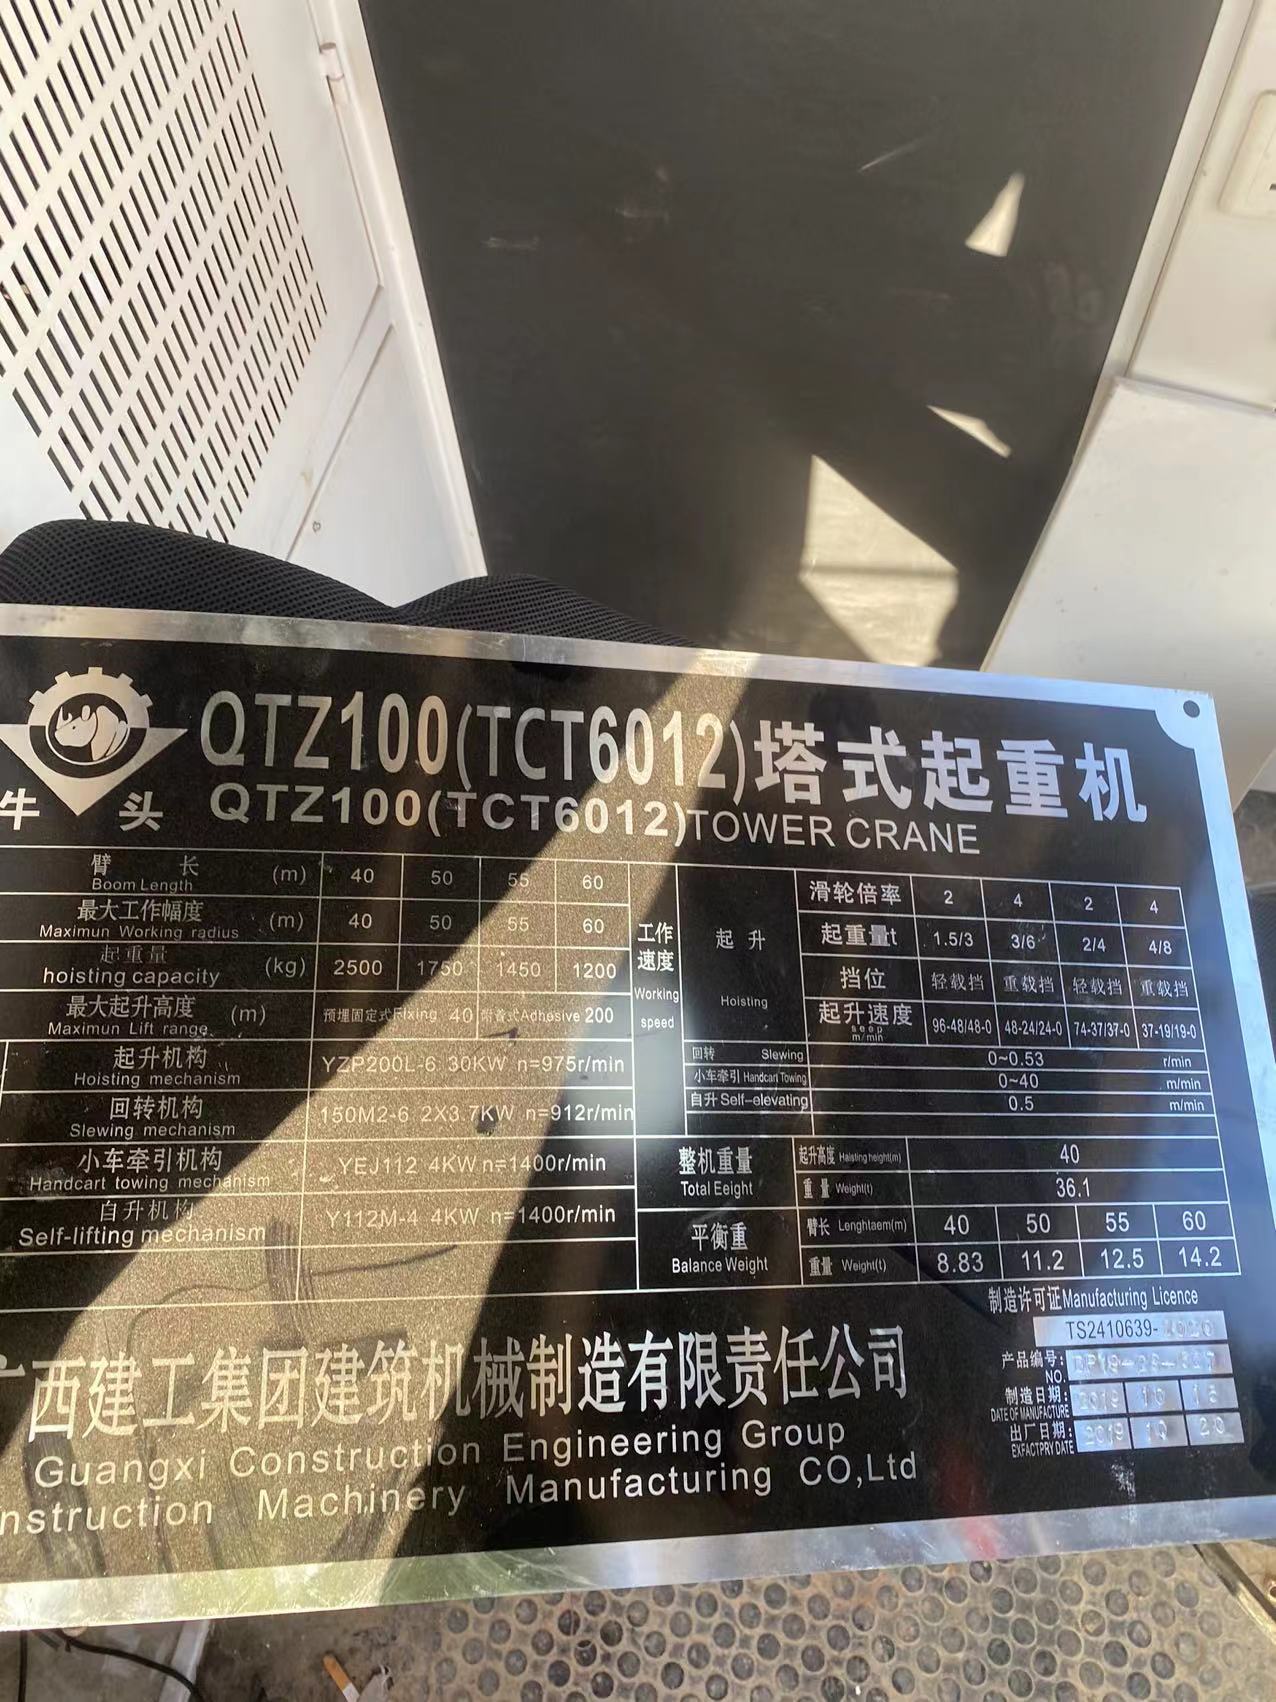 QTZ100(TCT6012)塔式起重机
牛 头 QTZ100(TCT6012)TOWER CRANE
臂 长 (m) 40 50 55 60
Boom Length
最大工作幅度 (m) 40 50 55 60
Maximun Working radius
起重量 (kg) 2500 1750 1450 1200
hoisting capacity
最大起升高度 (m) 预埋固定式Fixing 40 附着式Adhesive 200
Maximun Lift range
起升机构 YZP200L-6 30KW n=975r/min
Hoisting mechanism
回转机构 150M2-6 2X3.7KW n=912r/min
Slewing mechanism
小车牵引机构 YEJ112 4KW n=1400r/min
Handcart towing mechanism
自升机构 Y112M-4 4KW n=1400r/min
Self-lifting mechanism
工作
速度
Working
speed
起 升
Hoisting
滑轮倍率 2 4 2 4
起重量t 1.5/3 3/6 2/4 4/8
挡位 轻载挡 重载挡 轻载挡 重载挡
起升速度 96-48/48-0 48-24/24-0 74-37/37-0 37-19/19-0
m/min
回转 Slewing 0~0.53 r/min
小车牵引 Handcart Towing 0~40 m/min
自升 Self-elevating 0.5 m/min
整机重量
Total Eeight
起升高度 Haisting height(m) 40
重 量 Weight(t) 36.1
平衡重
Balance Weight
臂长 Lenghtaem(m) 40 50 55 60
重量 Weight(t) 8.83 11.2 12.5 14.2
制造许可证Manufacturing Licence
TS2410639-
产品编号:
NO.
制造日期: 2019 10
DATE OF MANUFACTURE
出厂日期: 2019 10 20
EXFACTPRY DATE
广西建工集团建筑机械制造有限责任公司
Guangxi Construction Engineering Group
nstruction Machinery Manufacturing CO,Ltd